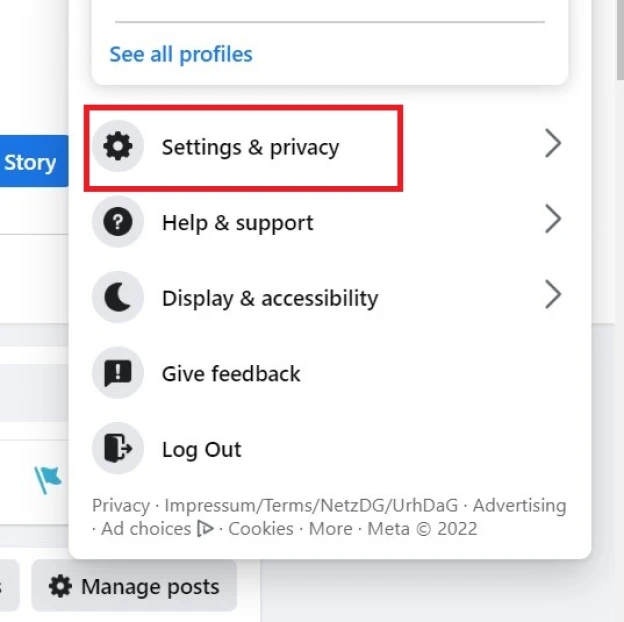 See all profiles
Story
Settings & privacy
Help & support
Display & accessibility
Give feedback
Log Out
Privacy · Impressum/Terms/NetzDG/UrhDaG · Advertising
· Ad choices · Cookies · More · Meta © 2022
Manage posts